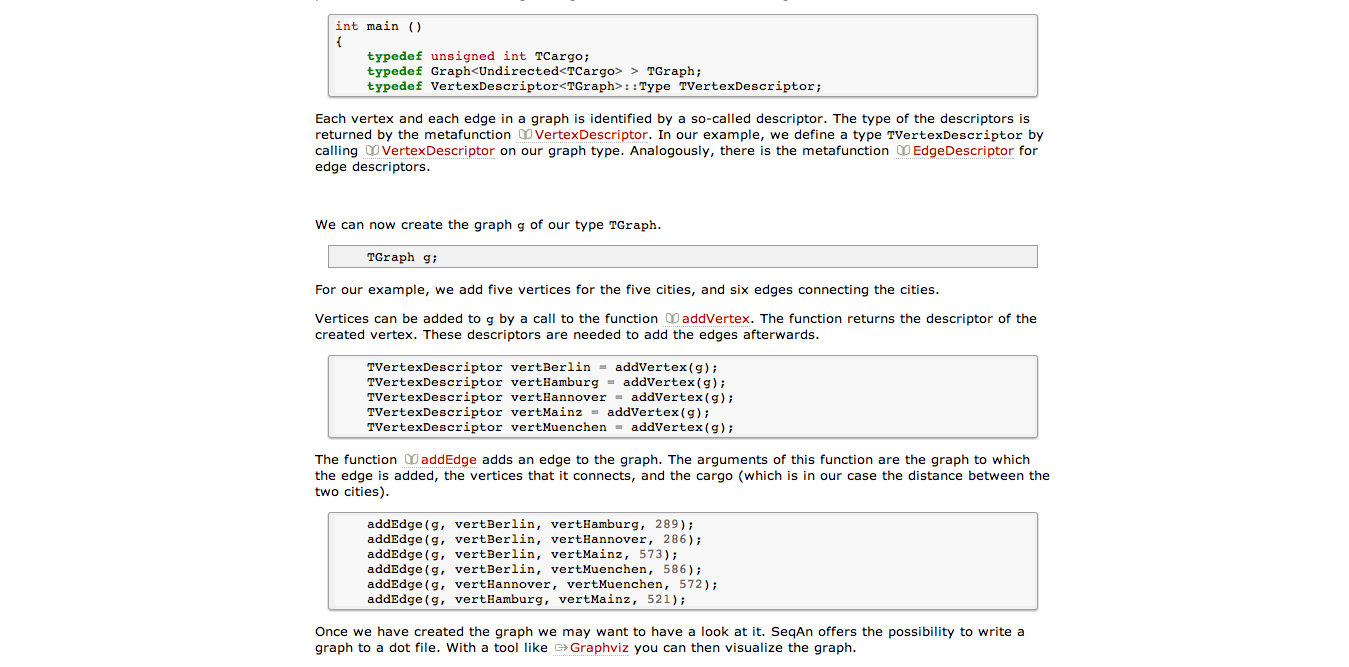 int main ()
{
    typedef unsigned int TCargo;
    typedef Graph<Undirected<TCargo> > TGraph;
    typedef VertexDescriptor<TGraph>::Type TVertexDescriptor;
Each vertex and each edge in a graph is identified by a so-called descriptor. The type of the descriptors is
returned by the metafunction VertexDescriptor. In our example, we define a type TVertexDescriptor by
calling VertexDescriptor on our graph type. Analogously, there is the metafunction EdgeDescriptor for
edge descriptors.
We can now create the graph g of our type TGraph.
    TGraph g;
For our example, we add five vertices for the five cities, and six edges connecting the cities.
Vertices can be added to g by a call to the function addVertex. The function returns the descriptor of the
created vertex. These descriptors are needed to add the edges afterwards.
    TVertexDescriptor vertBerlin = addVertex(g);
    TVertexDescriptor vertHamburg = addVertex(g);
    TVertexDescriptor vertHannover = addVertex(g);
    TVertexDescriptor vertMainz = addVertex(g);
    TVertexDescriptor vertMuenchen = addVertex(g);
The function addEdge adds an edge to the graph. The arguments of this function are the graph to which
the edge is added, the vertices that it connects, and the cargo (which is in our case the distance between the
two cities).
    addEdge(g, vertBerlin, vertHamburg, 289);
    addEdge(g, vertBerlin, vertHannover, 286);
    addEdge(g, vertBerlin, vertMainz, 573);
    addEdge(g, vertBerlin, vertMuenchen, 586);
    addEdge(g, vertHannover, vertMuenchen, 572);
    addEdge(g, vertHamburg, vertMainz, 521);
Once we have created the graph we may want to have a look at it. SeqAn offers the possibility to write a
graph to a dot file. With a tool like Graphviz you can then visualize the graph.